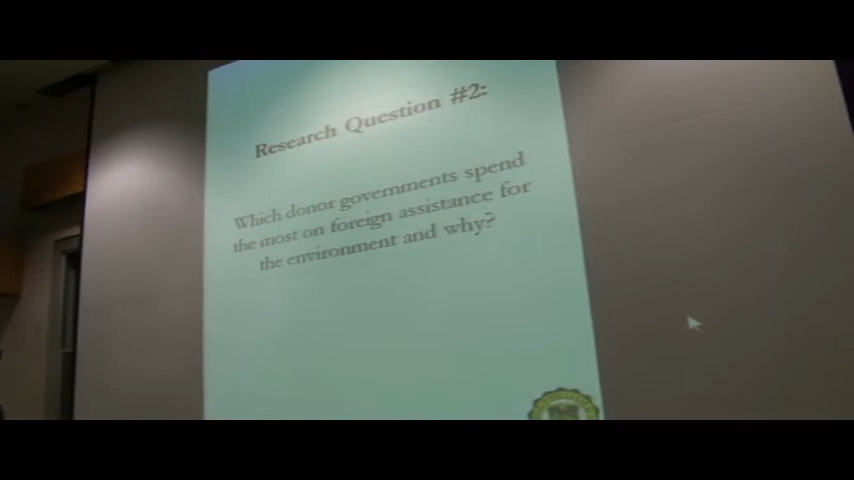 Research Question #2:
Which donor governments spend
the most on foreign assistance for
the environment and why?